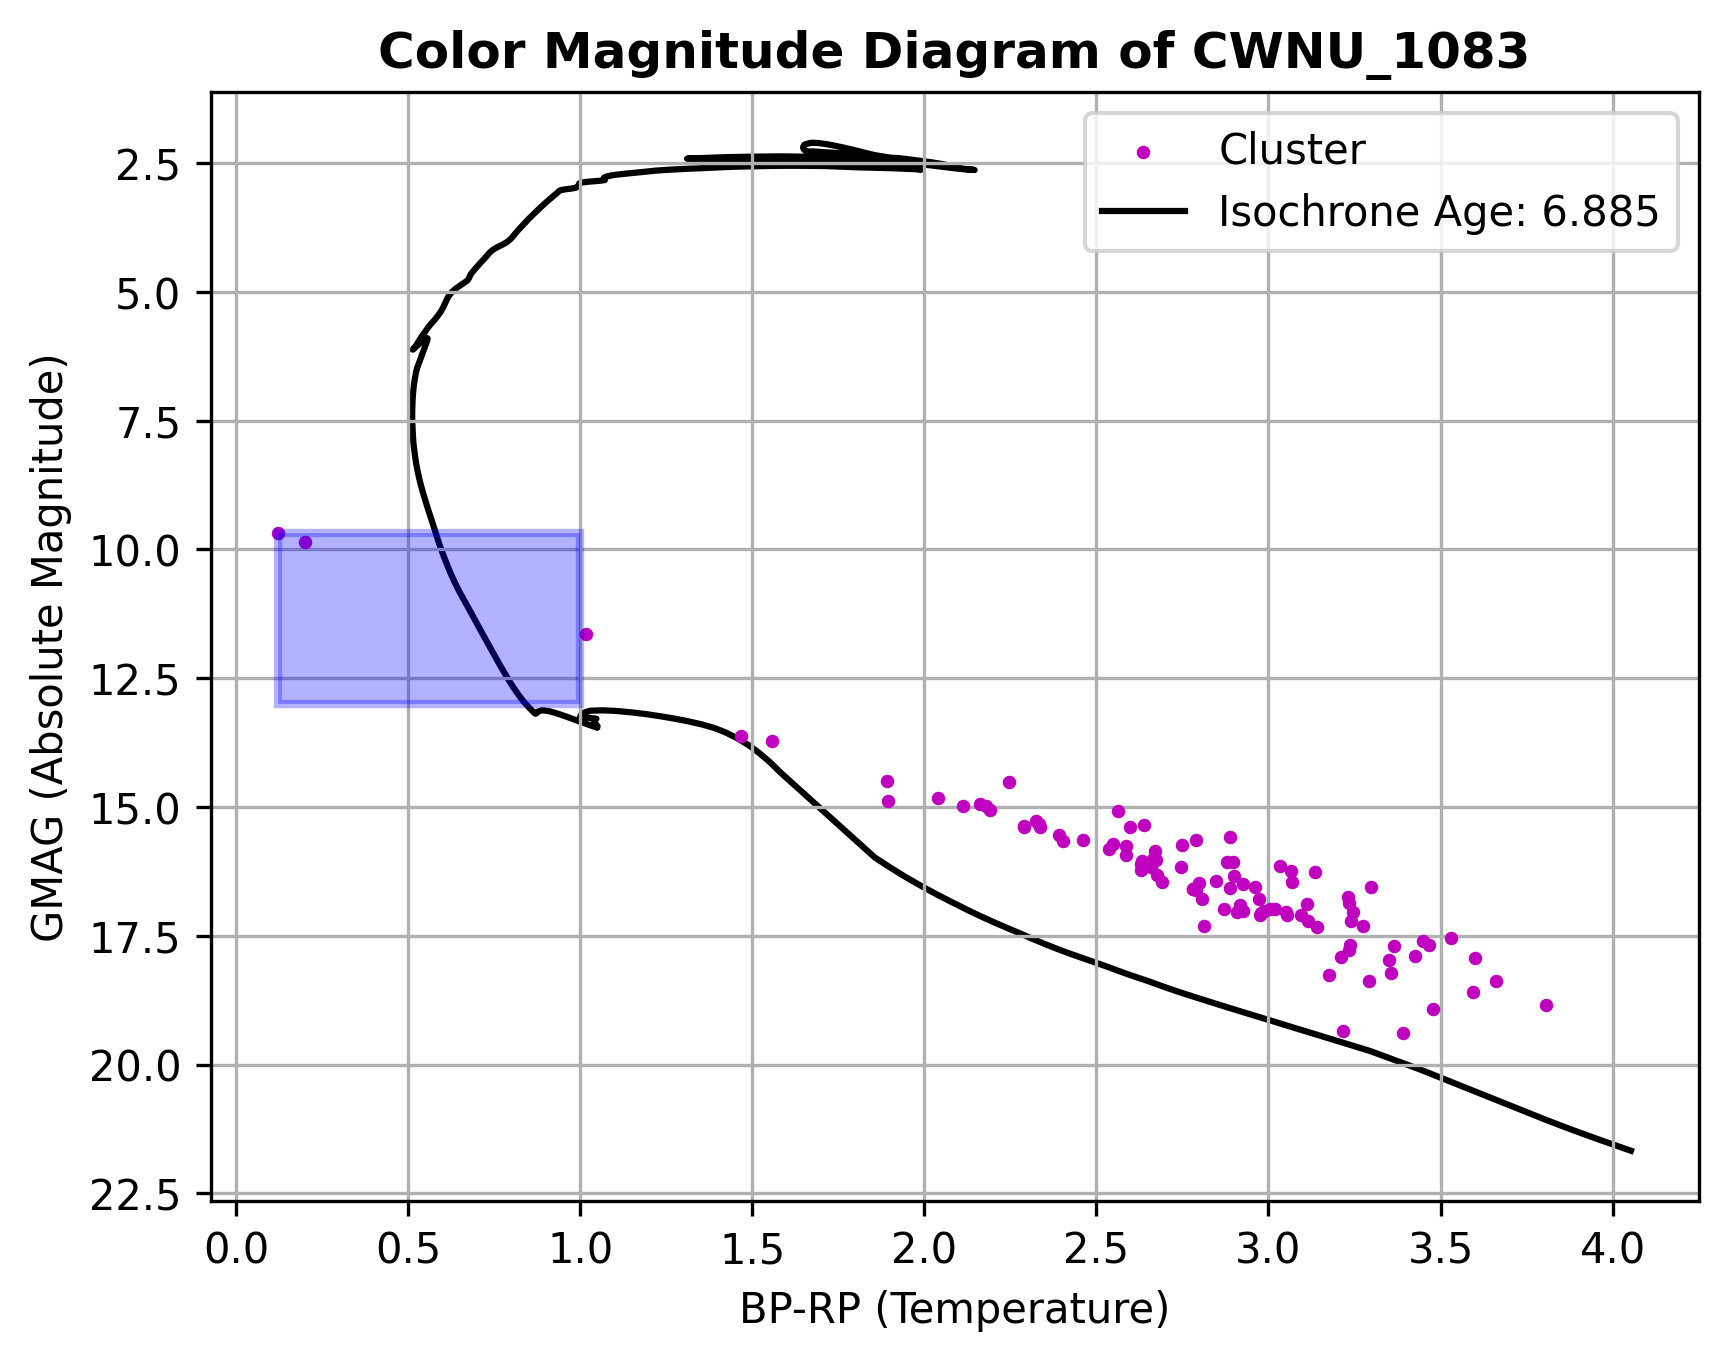 Color Magnitude Diagram of CWNU_1083
Cluster
Isochrone Age: 6.885
GMAG (Absolute Magnitude)
2.5
5.0
7.5
10.0
12.5
15.0
17.5
20.0
22.5
0.0 0.5 1.0 1.5 2.0 2.5 3.0 3.5 4.0
BP-RP (Temperature)